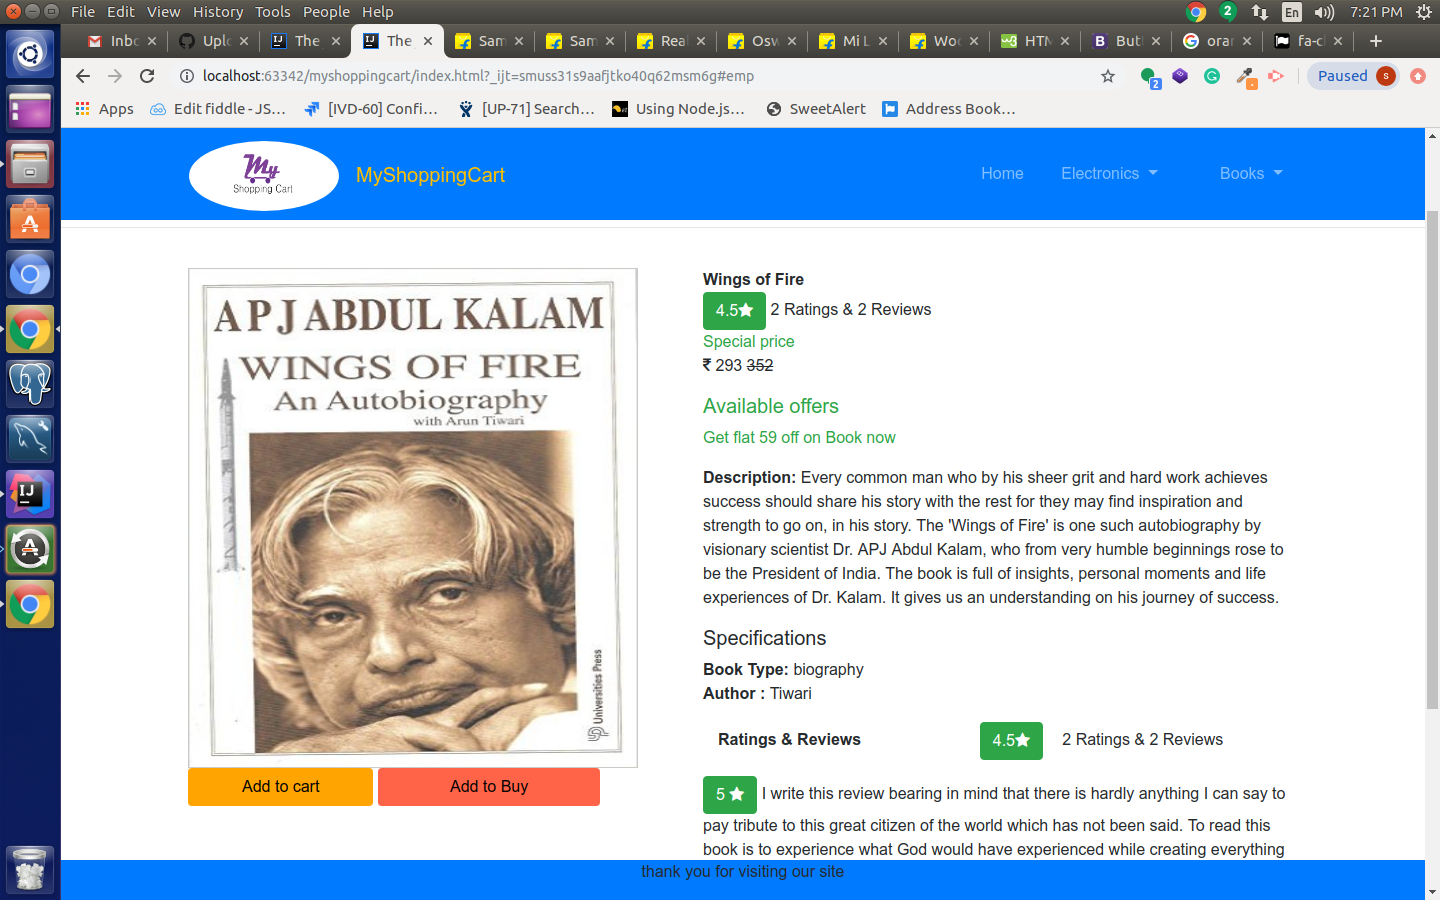 File Edit View History Tools People Help
2 En 7:21 PM
Inbc Uplc The The Sam Sam Rea Osw Mi L Woo HTM But orar fa-cl
localhost:63342/myshoppingcart/index.html?_ijt=smuss31s9aafjtko40q62msm6g#emp
2 Paused s
Apps Edit fiddle - JS... [IVD-60] Confi... [UP-71] Search... Using Node.js... SweetAlert Address Book...
My
Shopping Cart
MyShoppingCart
Home Electronics Books
A P J ABDUL KALAM
WINGS OF FIRE
An Autobiography
with Arun Tiwari
Universities Press
Add to cart Add to Buy
Wings of Fire
4.5 2 Ratings & 2 Reviews
Special price
₹ 293 352
Available offers
Get flat 59 off on Book now
Description: Every common man who by his sheer grit and hard work achieves
success should share his story with the rest for they may find inspiration and
strength to go on, in his story. The 'Wings of Fire' is one such autobiography by
visionary scientist Dr. APJ Abdul Kalam, who from very humble beginnings rose to
be the President of India. The book is full of insights, personal moments and life
experiences of Dr. Kalam. It gives us an understanding on his journey of success.
Specifications
Book Type: biography
Author : Tiwari
Ratings & Reviews 4.5 2 Ratings & 2 Reviews
5 I write this review bearing in mind that there is hardly anything I can say to
pay tribute to this great citizen of the world which has not been said. To read this
book is to experience what God would have experienced while creating everything
thank you for visiting our site